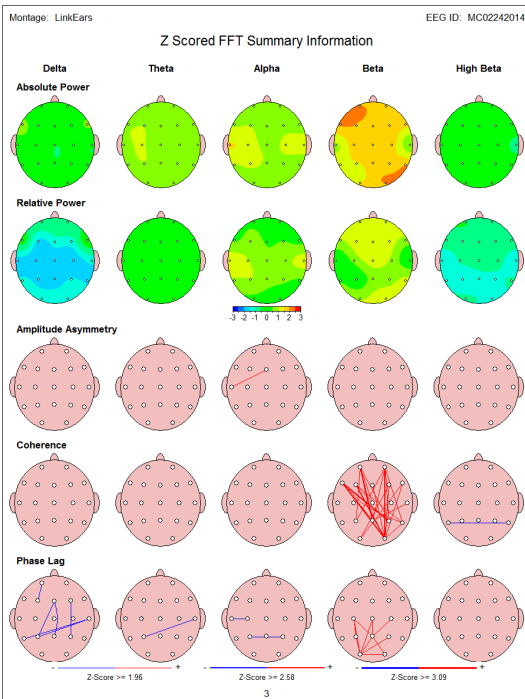 Montage: LinkEars EEG ID: MC02242014
Z Scored FFT Summary Information
Delta Theta Alpha Beta High Beta
Absolute Power
Relative Power
-3 -2 -1 0 1 2 3
Amplitude Asymmetry
Coherence
Phase Lag
- + - + - +
Z-Score >= 1.96 Z-Score >= 2.58 Z-Score >= 3.09
3